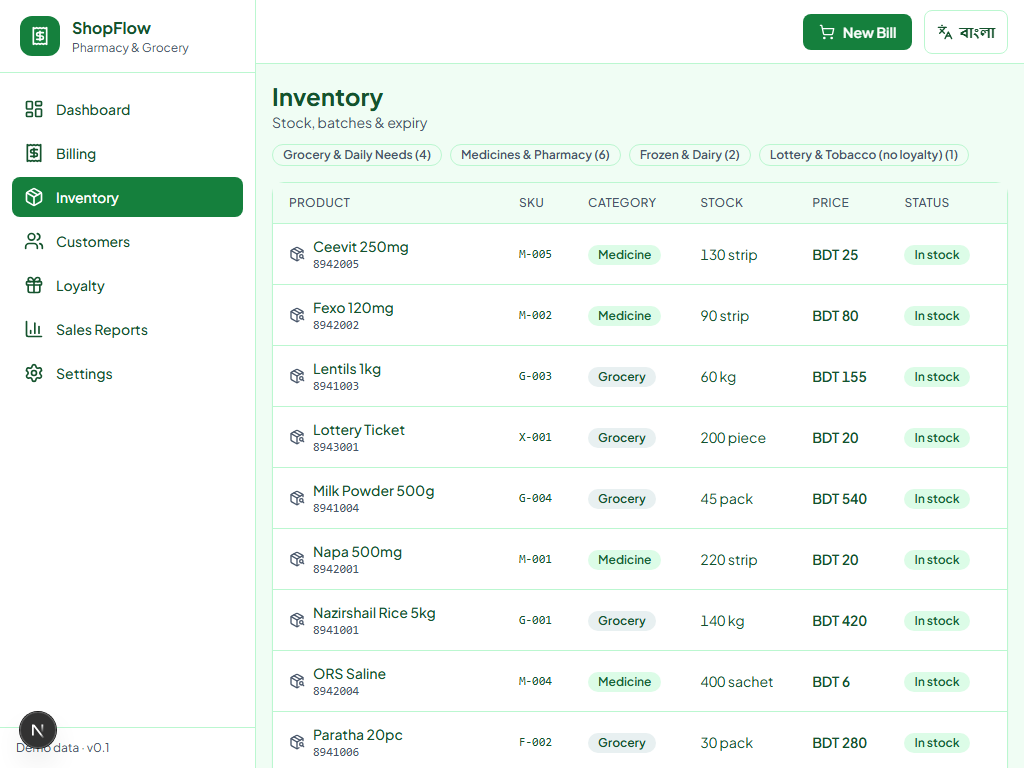 ShopFlow
Pharmacy & Grocery
Dashboard
Billing
Inventory
Customers
Loyalty
Sales Reports
Settings
N
Demo data · v0.1
New Bill
বাংলা
Inventory
Stock, batches & expiry
Grocery & Daily Needs (4) Medicines & Pharmacy (6) Frozen & Dairy (2) Lottery & Tobacco (no loyalty) (1)
PRODUCT SKU CATEGORY STOCK PRICE STATUS
Ceevit 250mg M-005 Medicine 130 strip BDT 25 In stock
8942005
Fexo 120mg M-002 Medicine 90 strip BDT 80 In stock
8942002
Lentils 1kg G-003 Grocery 60 kg BDT 155 In stock
8941003
Lottery Ticket X-001 Grocery 200 piece BDT 20 In stock
8943001
Milk Powder 500g G-004 Grocery 45 pack BDT 540 In stock
8941004
Napa 500mg M-001 Medicine 220 strip BDT 20 In stock
8942001
Nazirshail Rice 5kg G-001 Grocery 140 kg BDT 420 In stock
8941001
ORS Saline M-004 Medicine 400 sachet BDT 6 In stock
8942004
Paratha 20pc F-002 Grocery 30 pack BDT 280 In stock
8941006